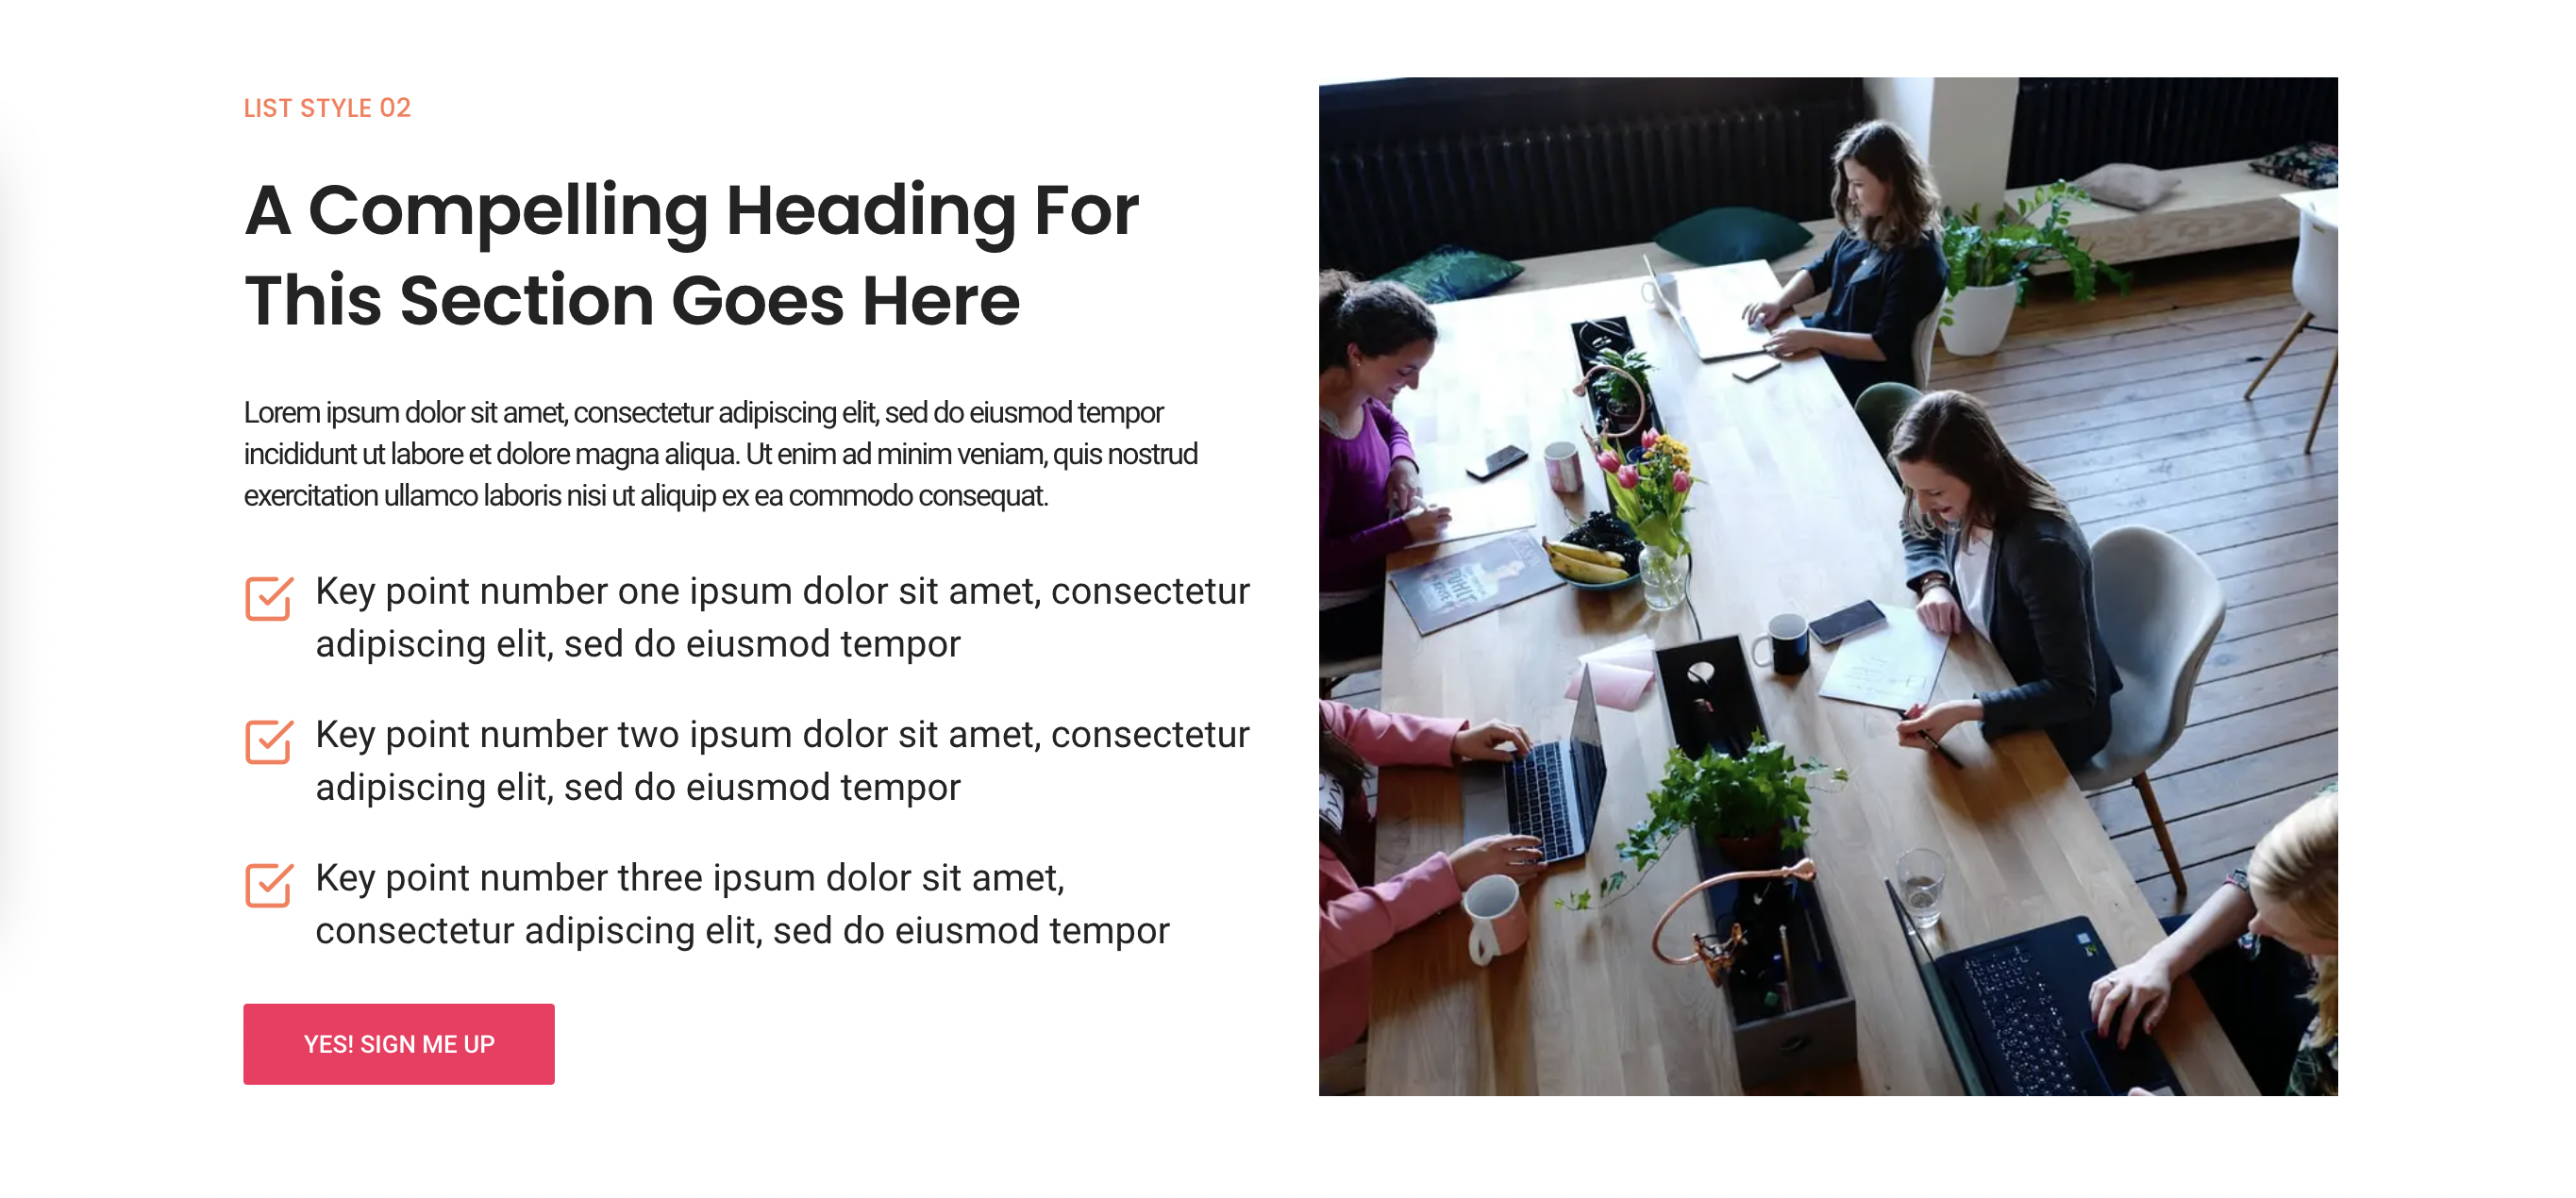 LIST STYLE 02
A Compelling Heading For
This Section Goes Here
Lorem ipsum dolor sit amet, consectetur adipiscing elit, sed do eiusmod tempor
incididunt ut labore et dolore magna aliqua. Ut enim ad minim veniam, quis nostrud
exercitation ullamco laboris nisi ut aliquip ex ea commodo consequat.
Key point number one ipsum dolor sit amet, consectetur
adipiscing elit, sed do eiusmod tempor
Key point number two ipsum dolor sit amet, consectetur
adipiscing elit, sed do eiusmod tempor
Key point number three ipsum dolor sit amet,
consectetur adipiscing elit, sed do eiusmod tempor
YES! SIGN ME UP